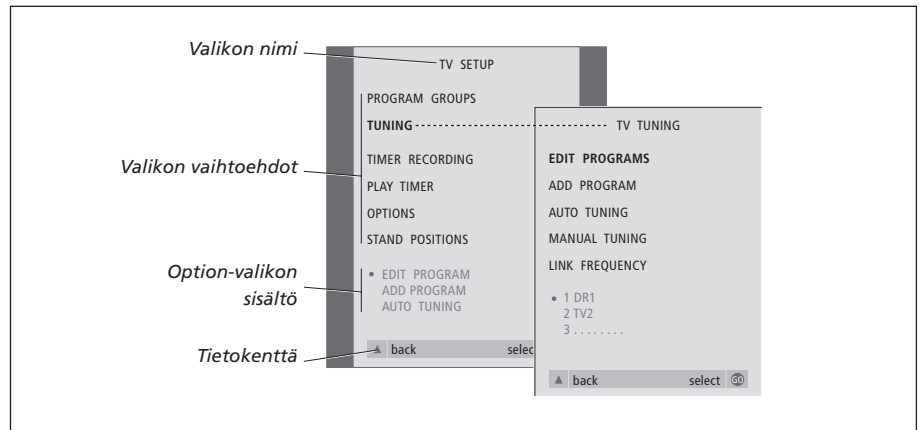 Valikon nimi
TV SETUP
PROGRAM GROUPS
TUNING
TV TUNING
Valikon vaihtoehdot
TIMER RECORDING
PLAY TIMER
OPTIONS
STAND POSITIONS
Option-valikon
sisältö
• EDIT PROGRAM
ADD PROGRAM
AUTO TUNING
Tietokenttä
▲ back selec
EDIT PROGRAMS
ADD PROGRAM
AUTO TUNING
MANUAL TUNING
LINK FREQUENCY
• 1 DR1
2 TV2
3 . . . . . . . .
▲ back select GO